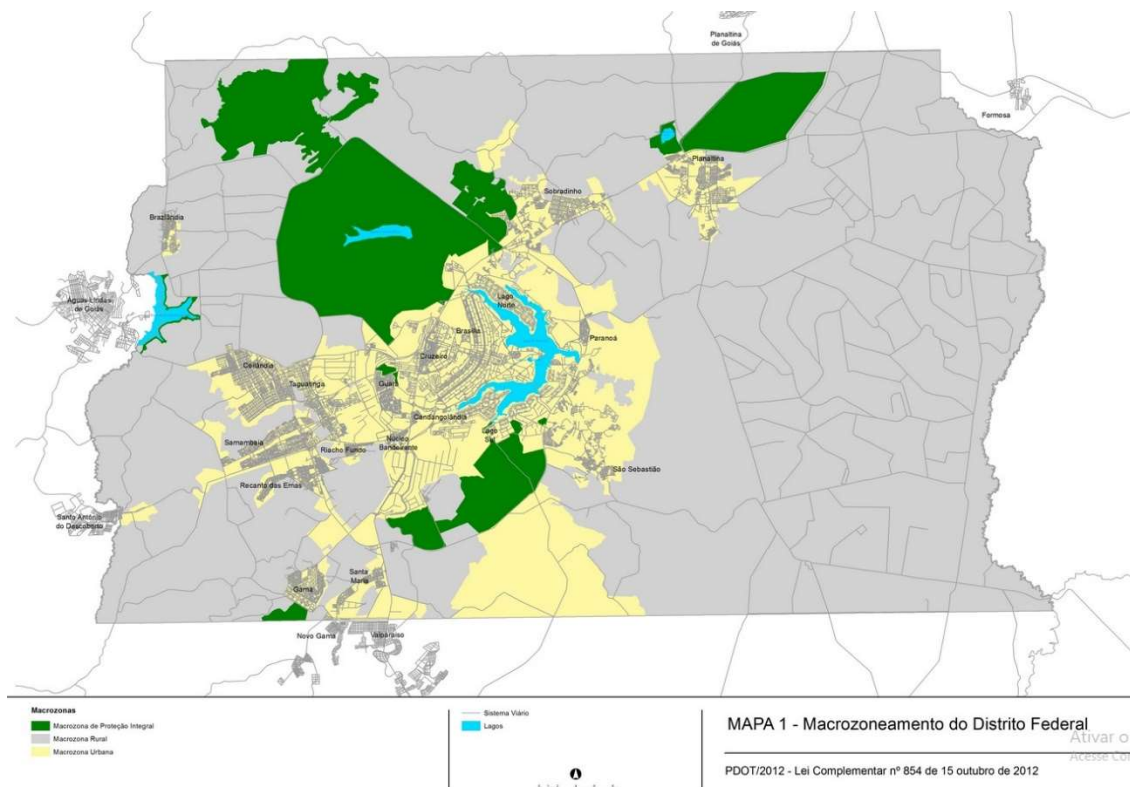 Planaltina
de Goiás
Formosa
Planaltina
Sobradinho
Brazlândia
Águas Lindas
de Goiás
Lago
Norte
Brasília
Paranoá
Cruzeiro
Ceilândia
Taguatinga
Guará
Candangolândia
Lago
Núcleo
Bandeirante
Samambaia
Riacho Fundo
São Sebastião
Recanto das Emas
Santo Antônio
do Descoberto
Santa
Maria
Gama
Novo Gama
Valparaíso
Macrozonas
Macrozona de Proteção Integral
Macrozona Rural
Macrozona Urbana
Sistema Viário
Lagos
MAPA 1 - Macrozoneamento do Distrito Federal
Ativar o
Acesse Con
PDOT/2012 - Lei Complementar nº 854 de 15 outubro de 2012